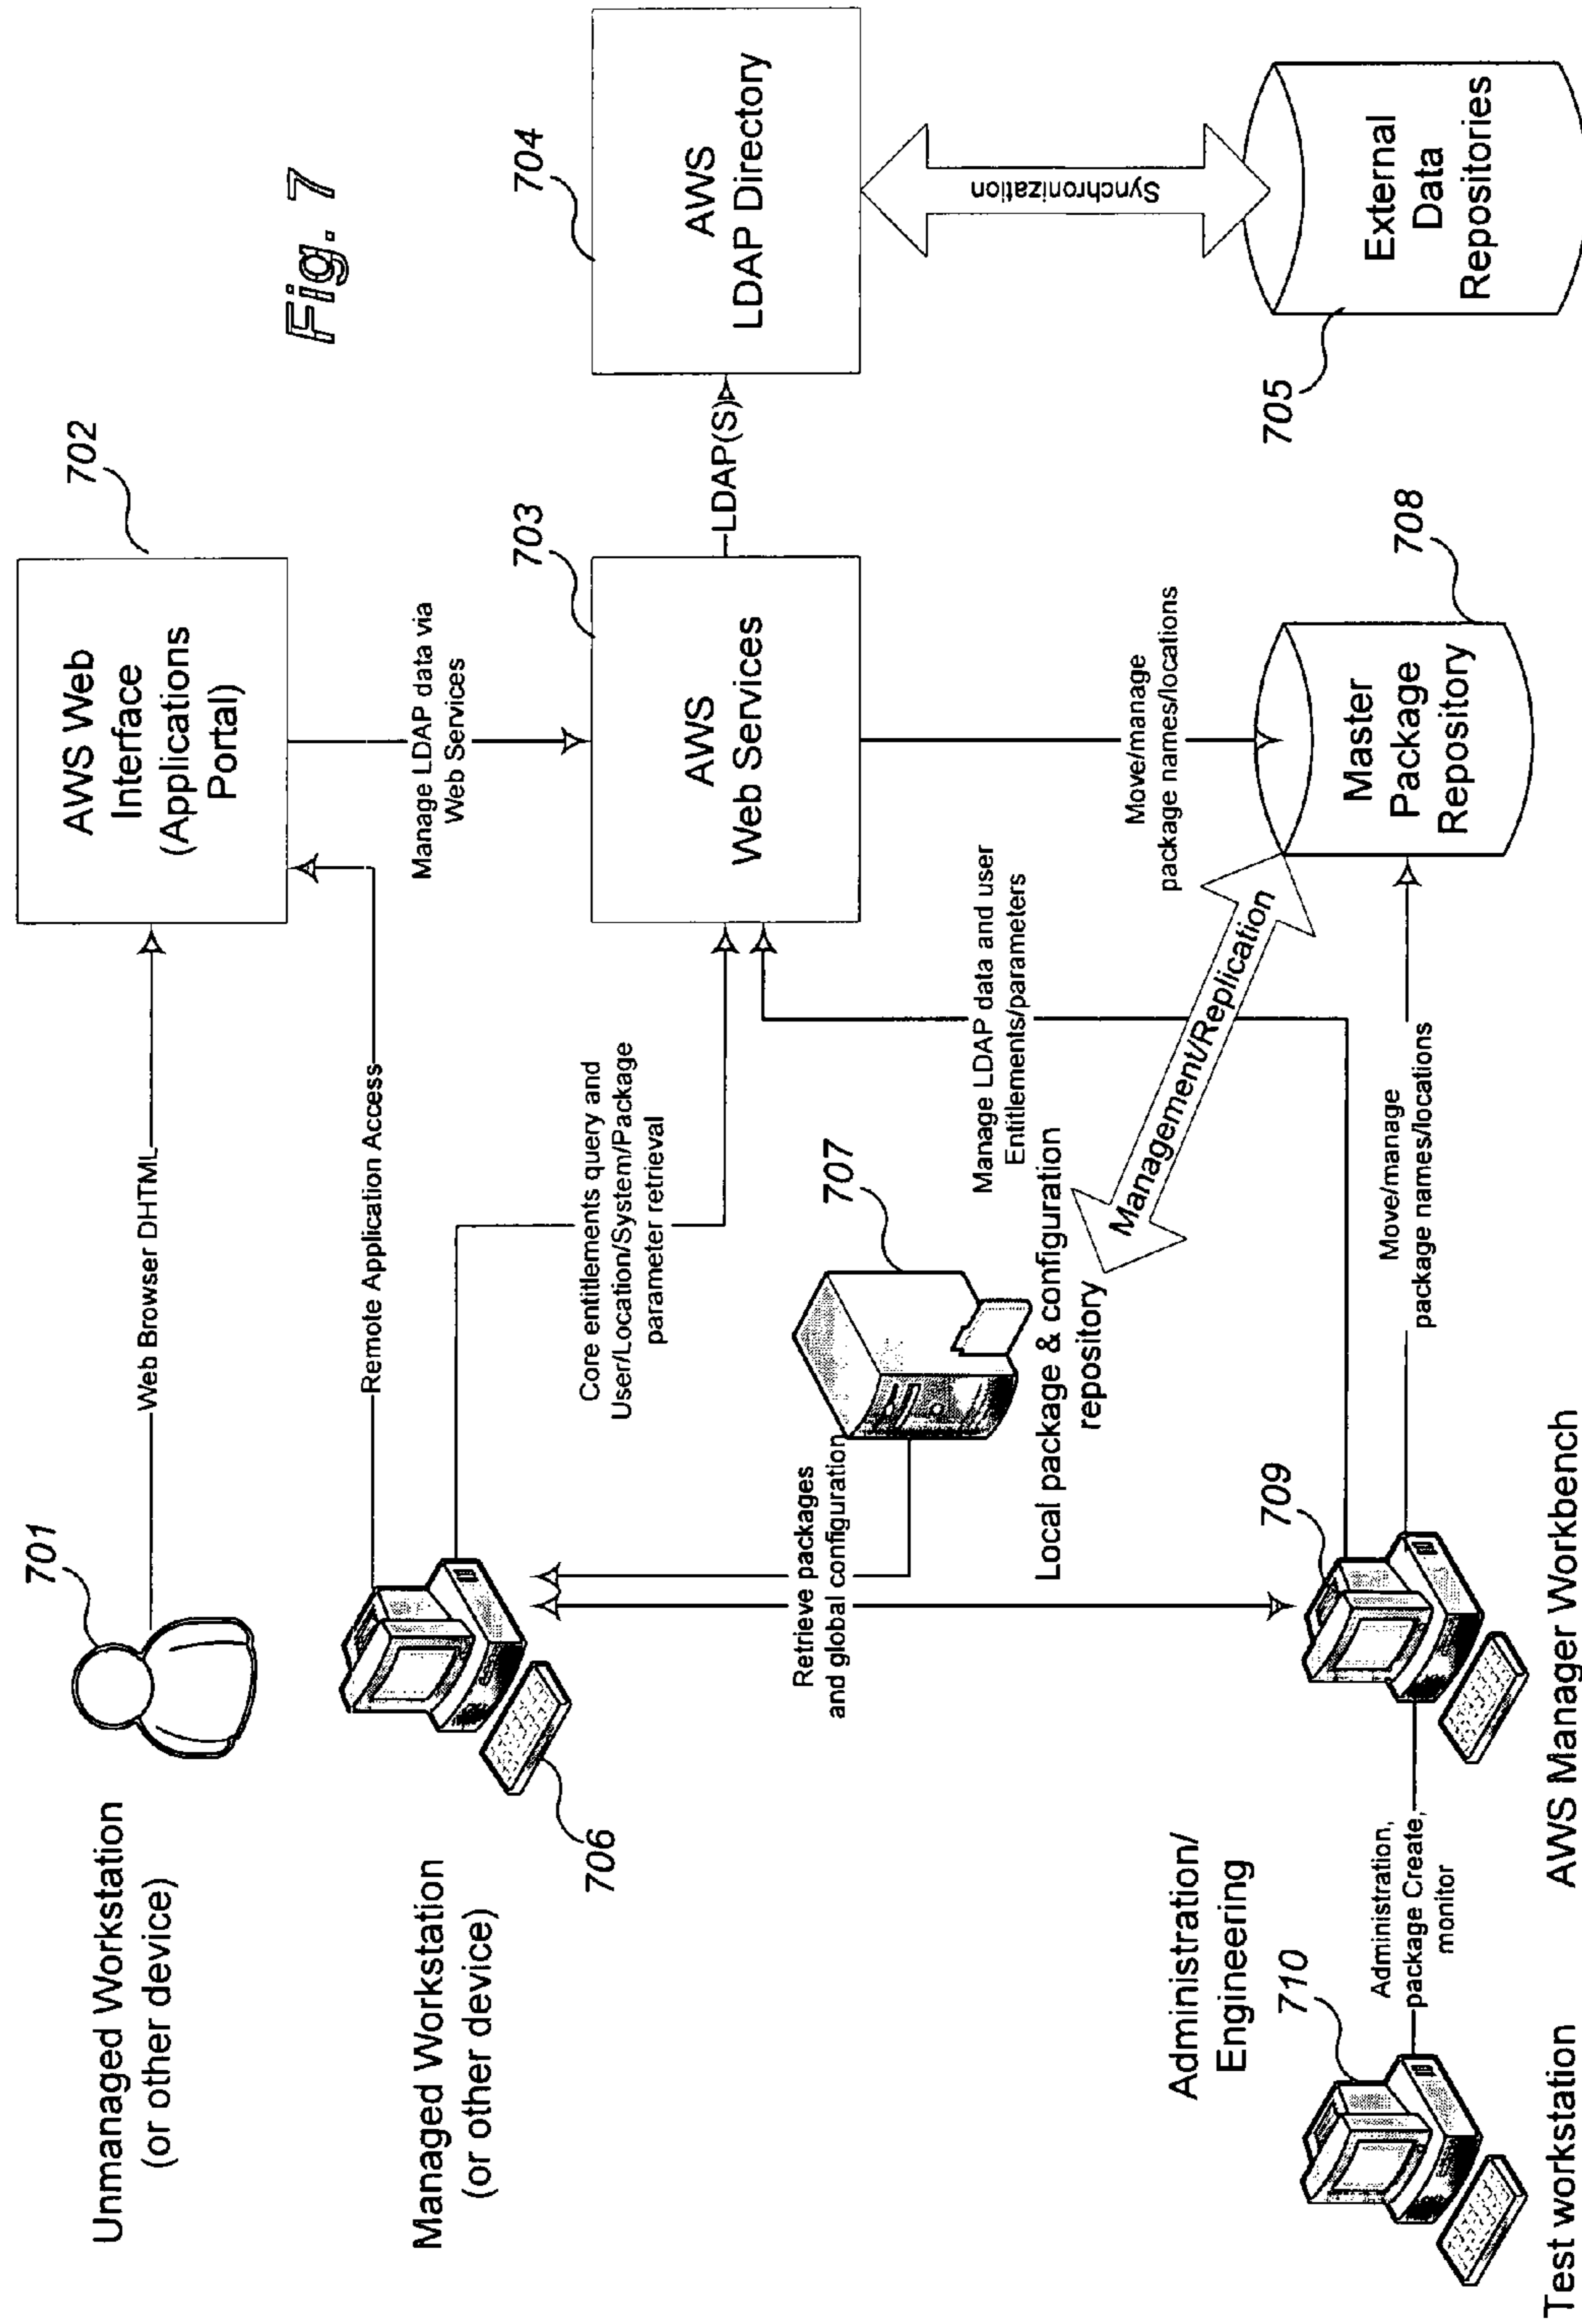 Fig. 7
701
Unmanaged Workstation
(or other device)
Web Browser DHTML
702
AWS Web
Interface
(Applications
Portal)
Managed Workstation
(or other device)
706
Remote Application Access
Manage LDAP data via
Web Services
Core entitlements query and
User/Location/System/Package
parameter retrieval
703
AWS
Web Services
LDAP(S)
704
AWS
LDAP Directory
Synchronization
705
External
Data
Repositories
Retrieve packages
and global configuration
707
Local package & configuration
repository
Manage LDAP data and user
Entitlements/parameters
Management/Replication
Move/manage
package names/locations
708
Master
Package
Repository
Administration/
Engineering
710
Test workstation
Administration,
package Create,
monitor
709
AWS Manager Workbench
Move/manage
package names/locations